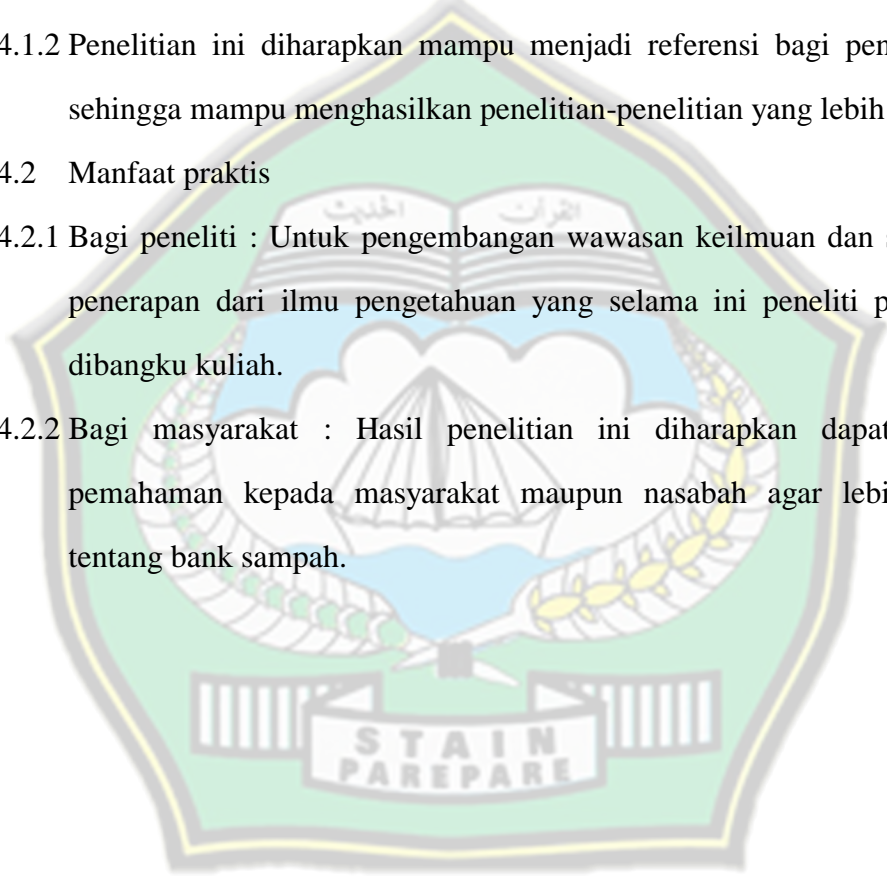 4.1.2 Penelitian ini diharapkan mampu menjadi referensi bagi pen
sehingga mampu menghasilkan penelitian-penelitian yang lebih
4.2 Manfaat praktis
4.2.1 Bagi peneliti : Untuk pengembangan wawasan keilmuan dan s
penerapan dari ilmu pengetahuan yang selama ini peneliti p
dibangku kuliah.
4.2.2 Bagi masyarakat : Hasil penelitian ini diharapkan dapat
pemahaman kepada masyarakat maupun nasabah agar lebi
tentang bank sampah.
الحديث القرآن
STAIN
PAREPARE